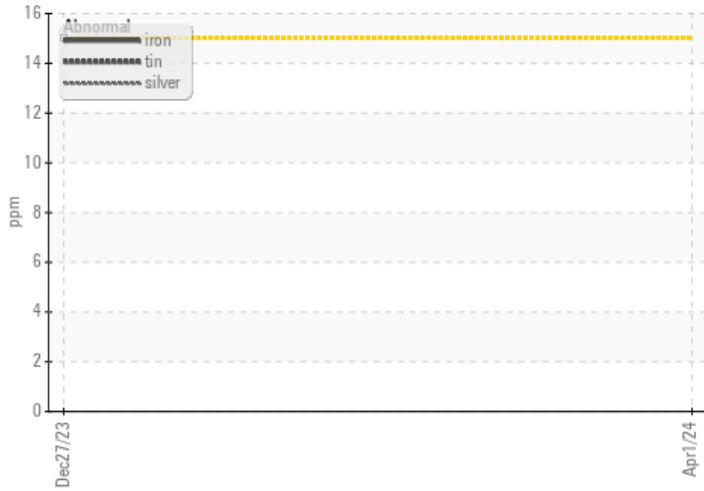 16
Abnormal
iron
tin
silver
14
12
10
8
6
4
2
0
ppm
Dec27/23
Apr1/24